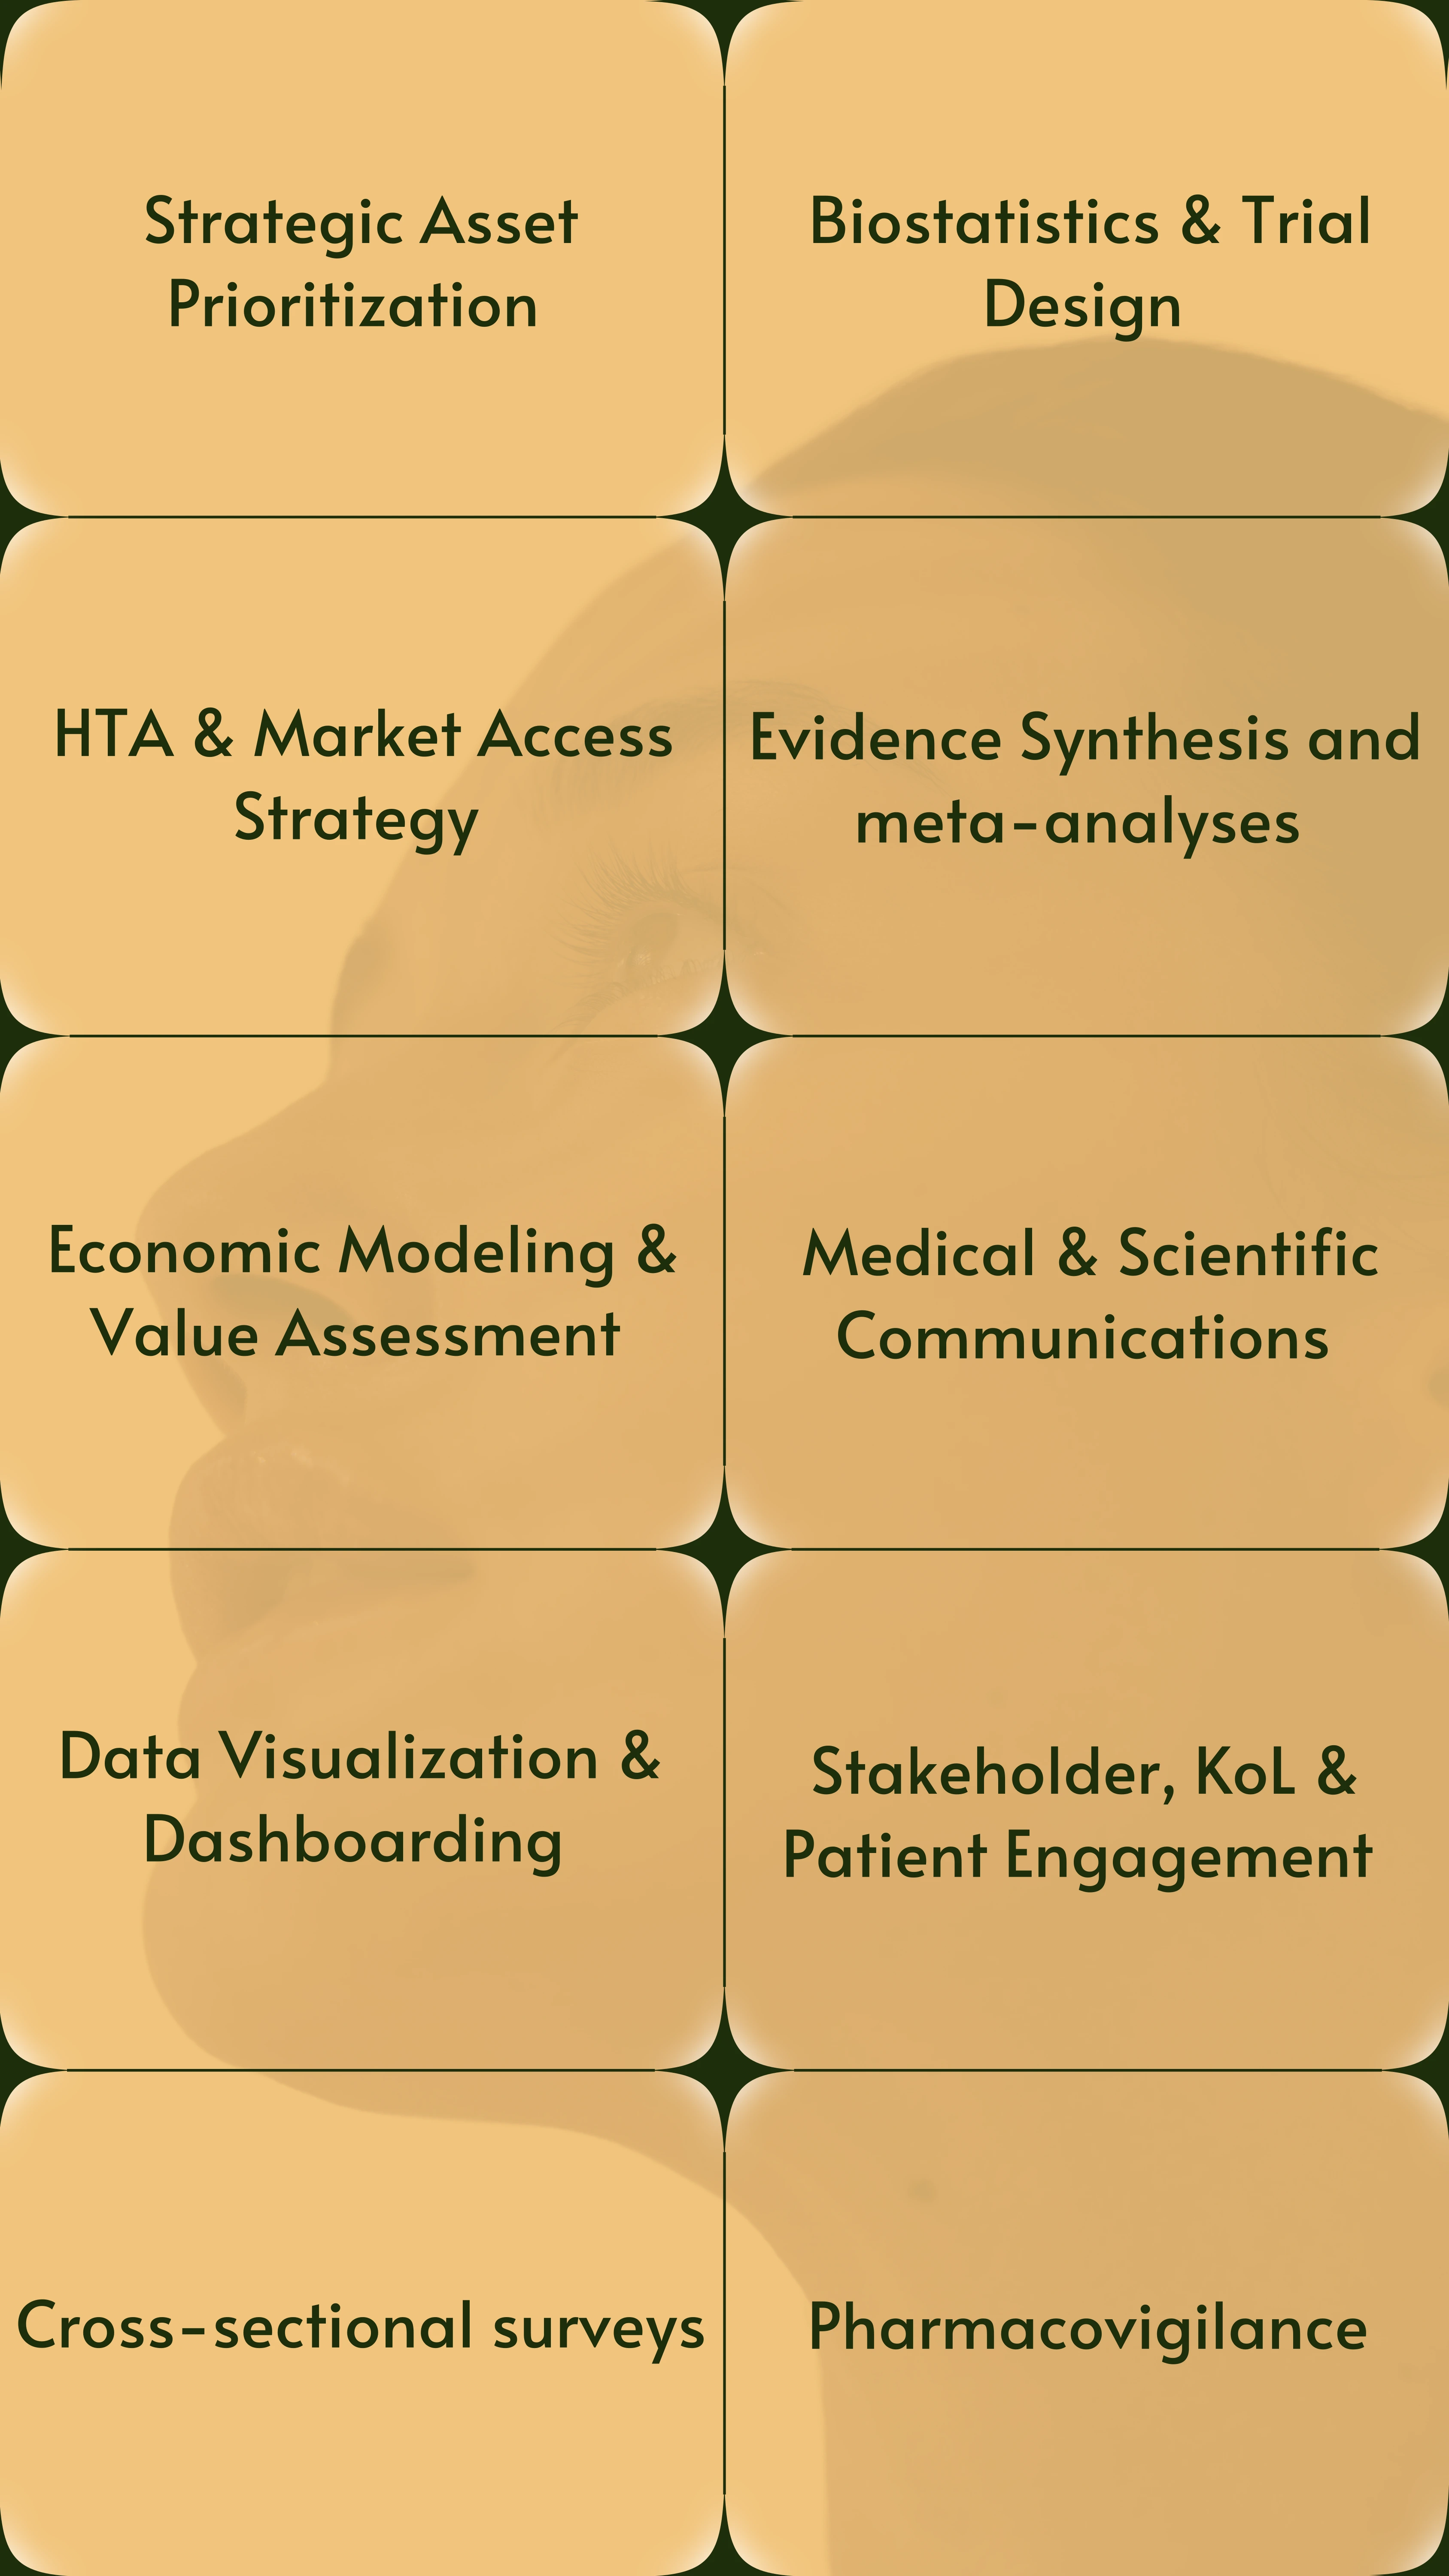 Strategic Asset
Prioritization
Biostatistics & Trial
Design
HTA & Market Access
Strategy
Evidence Synthesis and
meta-analyses
Economic Modeling &
Value Assessment
Medical & Scientific
Communications
Data Visualization &
Dashboarding
Stakeholder, KoL &
Patient Engagement
Cross-sectional surveys
Pharmacovigilance